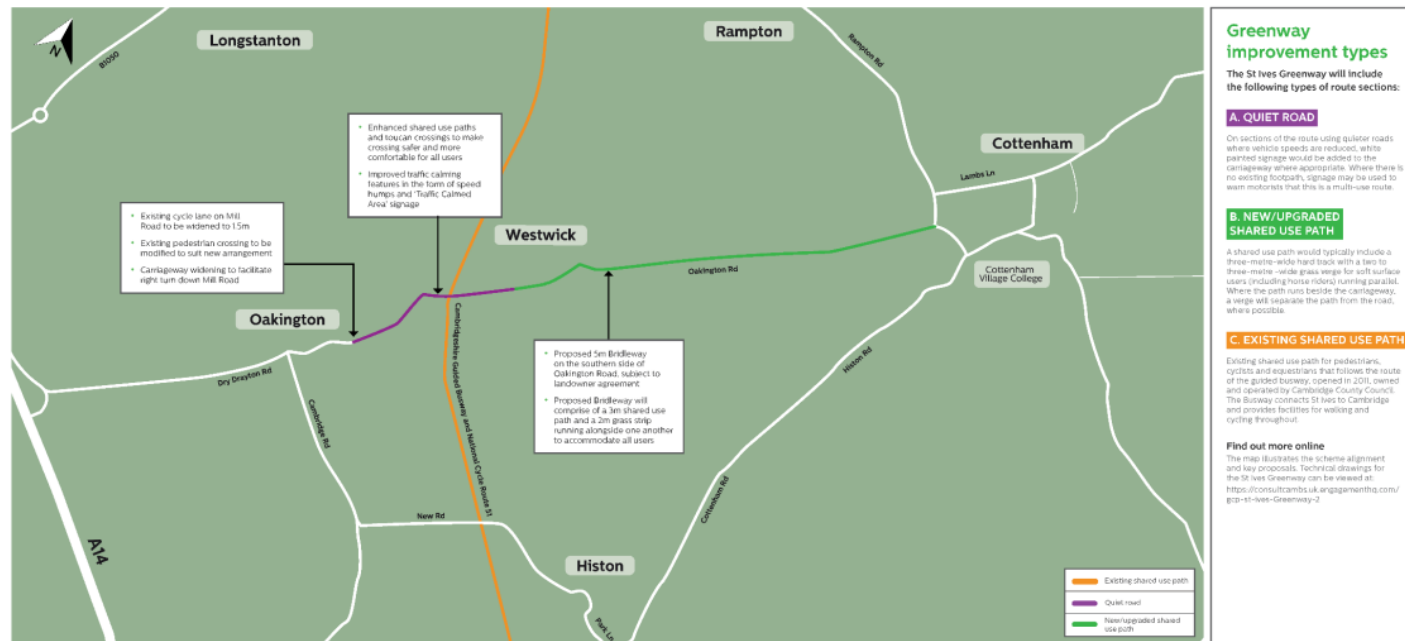 N
B1050
Longstanton
Rampton
Rampton Rd
Cottenham
Lambs Ln
• Enhanced shared use paths
and toucan crossings to make
crossing safer and more
comfortable for all users
• Improved traffic calming
features in the form of speed
humps and 'Traffic Calmed
Area' signage
• Existing cycle lane on Mill
Road to be widened to 1.5m
• Existing pedestrian crossing to be
modified to suit new arrangement
• Carriageway widening to facilitate
right turn down Mill Road
Westwick
Oakington Rd
Cottenham
Village College
Oakington
Dry Drayton Rd
Cambridge Rd
Cambridgeshire Guided Busway and National Cycle Route 51
• Proposed 5m Bridleway
on the southern side of
Oakington Road, subject to
landowner agreement
• Proposed Bridleway will
comprise of a 3m shared use
path and a 2m grass strip
running alongside one another
to accommodate all users
Histon Rd
Cottenham Rd
New Rd
A14
Histon
Park Ln
Existing shared use path
Quiet road
New/upgraded shared
use path
Greenway
improvement types
The St Ives Greenway will include
the following types of route sections:
A. QUIET ROAD
On sections of the route using quieter roads
where vehicle speeds are reduced, white
painted signage would be added to the
carriageway where appropriate. Where there is
no existing footpath, signage may be used to
warn motorists that this is a multi-use route.
B. NEW/UPGRADED
SHARED USE PATH
A shared use path would typically include a
three-metre-wide hard track with a two to
three-metre -wide grass verge for soft surface
users (including horse riders) running parallel.
Where the path runs beside the carriageway,
a verge will separate the path from the road,
where possible.
C. EXISTING SHARED USE PATH
Existing shared use path for pedestrians,
cyclists and equestrians that follows the route
of the guided busway, opened in 2011, owned
and operated by Cambridge County Council.
The Busway connects St Ives to Cambridge
and provides facilities for walking and
cycling throughout
Find out more online
The map illustrates the scheme alignment
and key proposals. Technical drawings for
the St Ives Greenway can be viewed at:
https://consultcambs.uk.engagementhq.com/
gcp-st-ives-Greenway-2